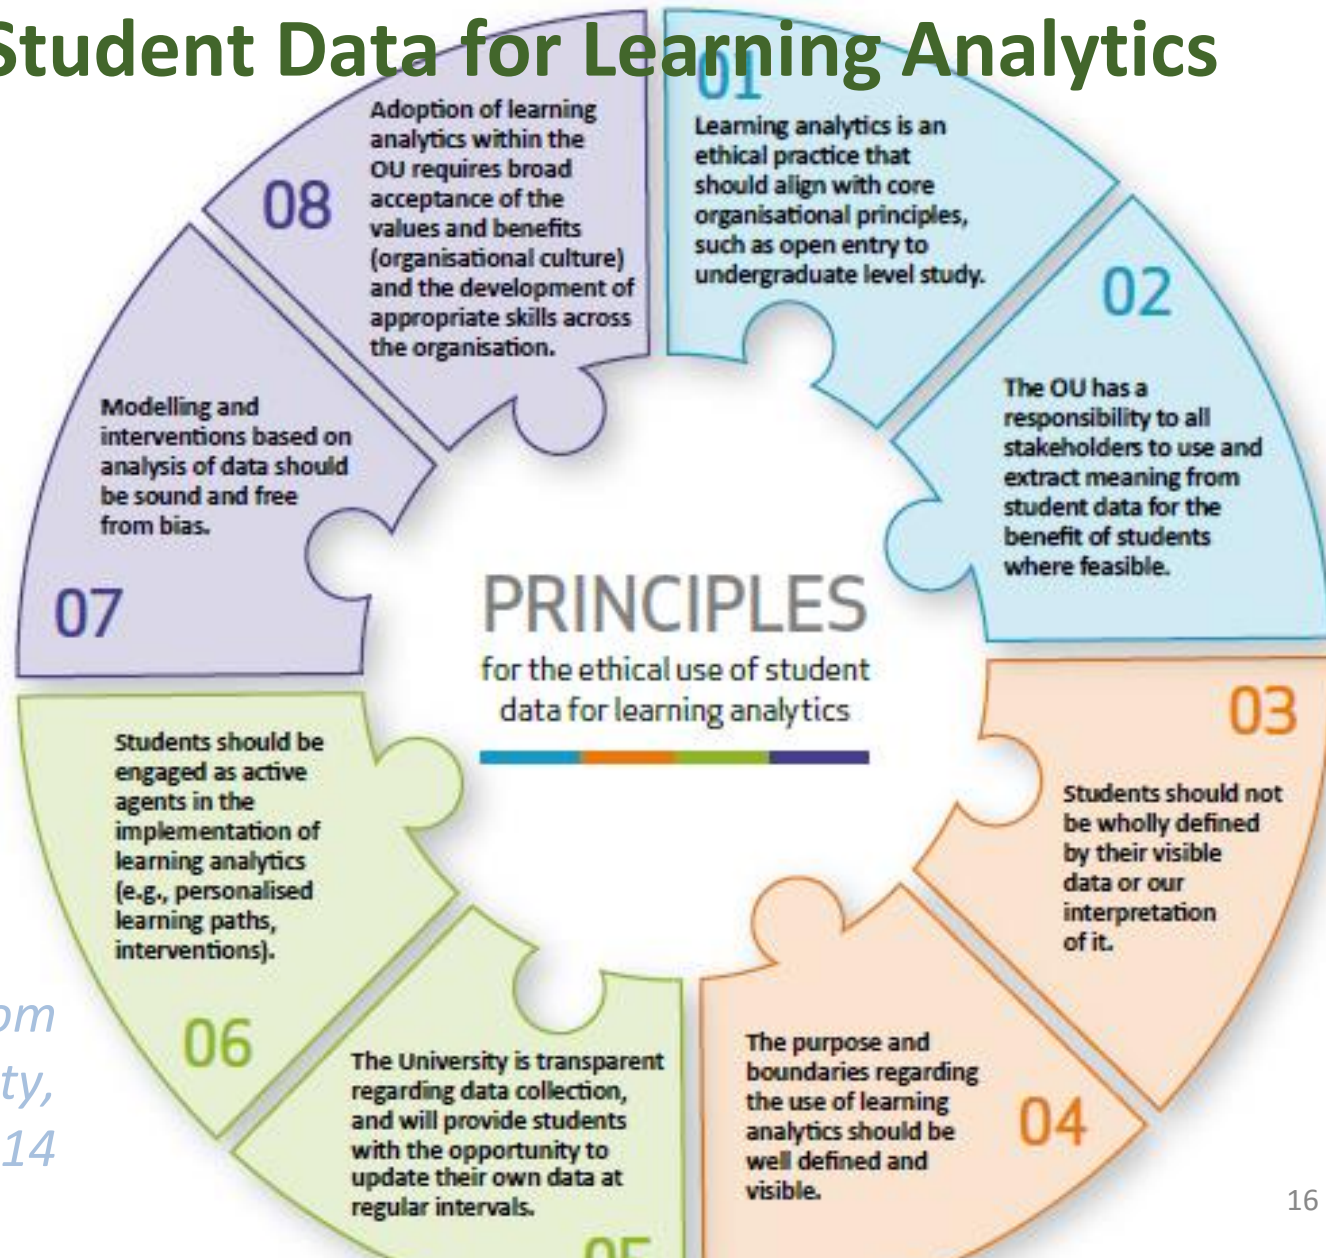 Student Data for Learning Analytics
01
Learning analytics is an
ethical practice that
should align with core
organisational principles,
such as open entry to
undergraduate level study.
02
The OU has a
responsibility to all
stakeholders to use and
extract meaning from
student data for the
benefit of students
where feasible.
03
Students should not
be wholly defined
by their visible
data or our
interpretation
of it.
The purpose and
boundaries regarding
the use of learning
analytics should be
well defined and
visible.
04
The University is transparent
regarding data collection,
and will provide students
with the opportunity to
update their own data at
regular intervals.
05
Students should be
engaged as active
agents in the
implementation of
learning analytics
(e.g., personalised
learning paths,
interventions).
06
Modelling and
interventions based on
analysis of data should
be sound and free
from bias.
07
08
Adoption of learning
analytics within the
OU requires broad
acceptance of the
values and benefits
(organisational culture)
and the development of
appropriate skills across
the organisation.
PRINCIPLES
for the ethical use of student
data for learning analytics
om
ty,
14
16